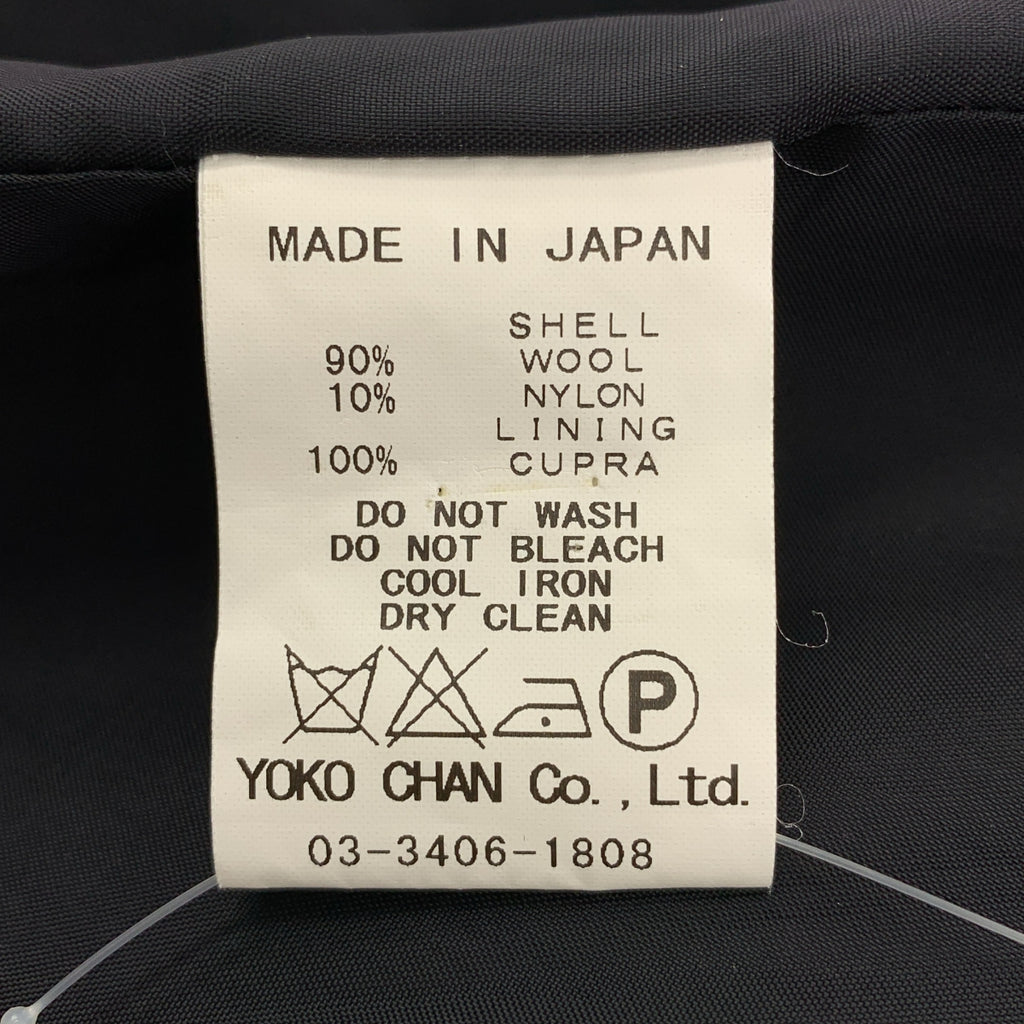 MADE IN JAPAN
SHELL
90% WOOL
10% NYLON
LINING
100% CUPRA
DO NOT WASH
DO NOT BLEACH
COOL IRON
DRY CLEAN
P
YOKO CHAN Co., Ltd.
03-3406-1808